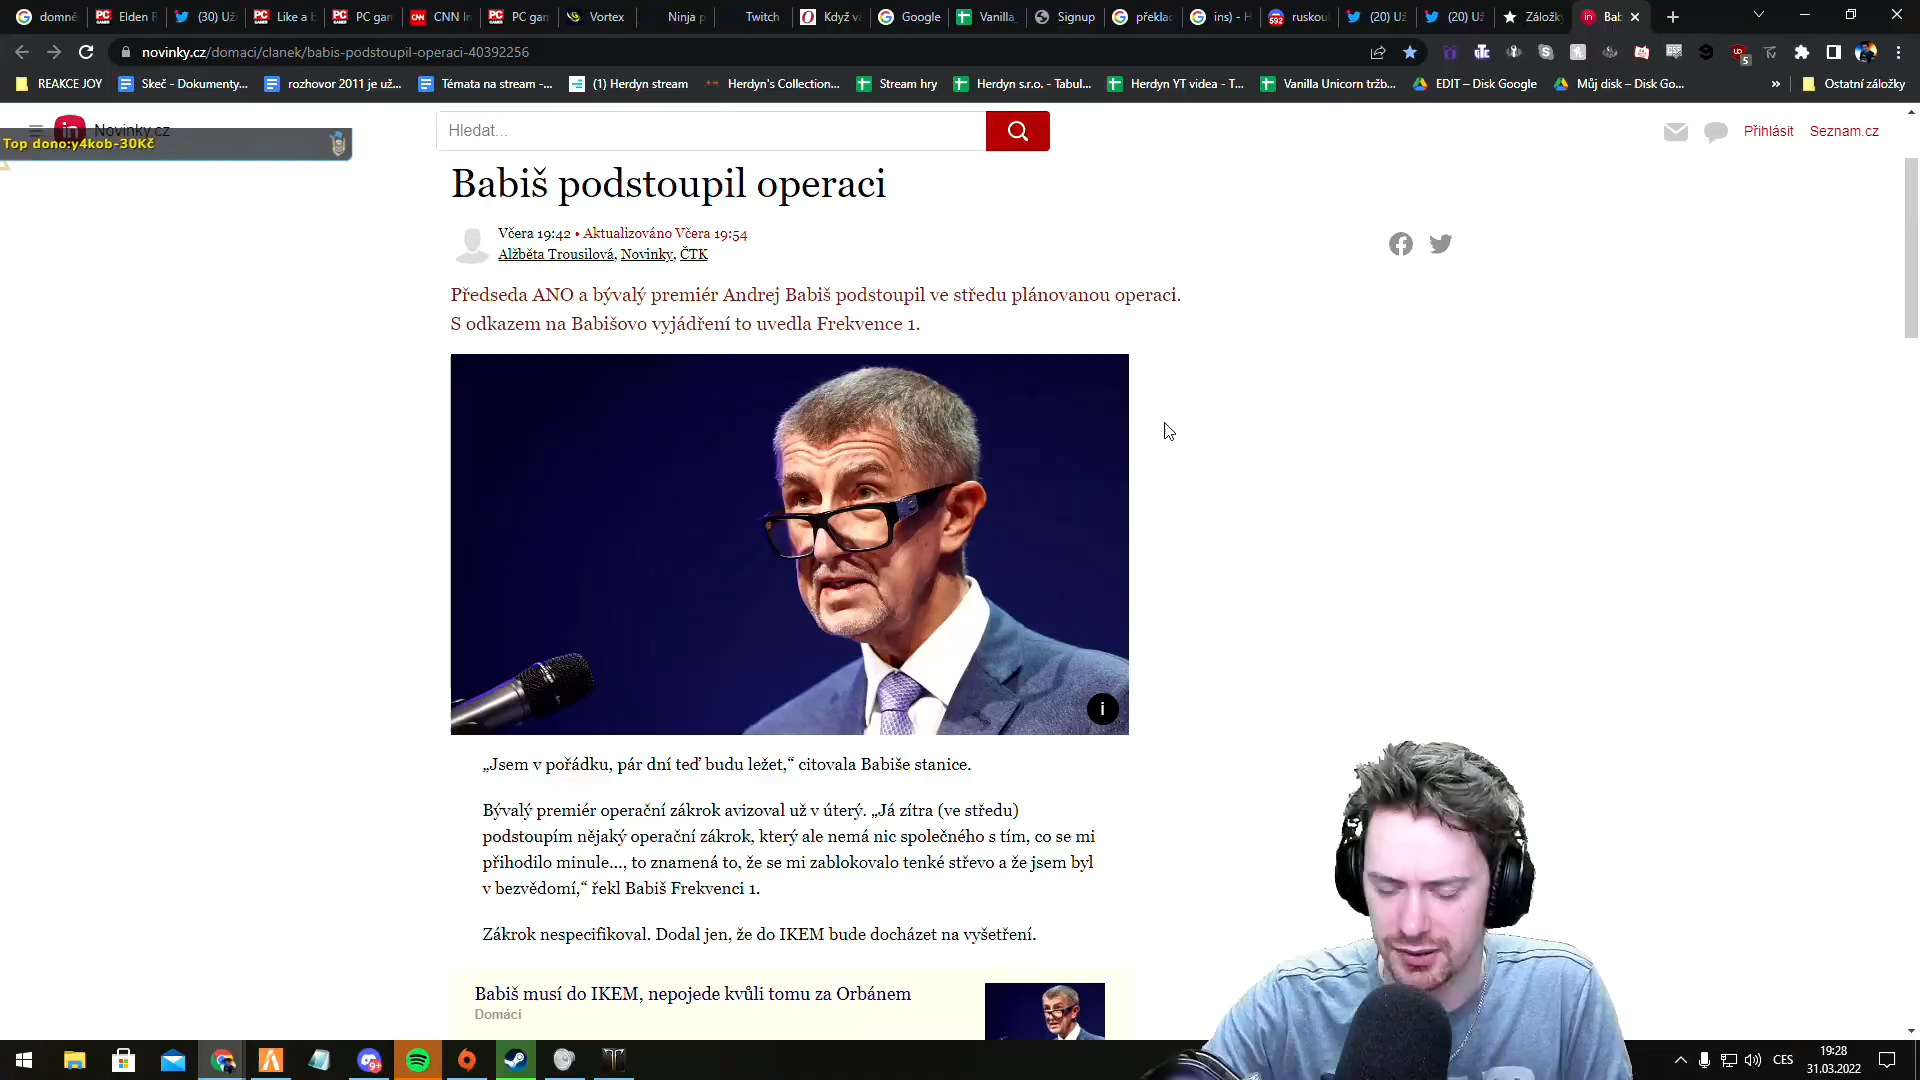 domně
Elden R
(30) Uži
Like a b
PC gan
CNN In
PC gan
Vortex
Ninja p
Twitch
Když va
Google
Vanilla_
Signup
překlac
ins) - H
ruskou
(20) Už
(20) Už
Záložky
Bab
novinky.cz/domaci/clanek/babis-podstoupil-operaci-40392256
REAKCE JOY
Skeč - Dokumenty...
rozhovor 2011 je už...
Témata na stream -...
(1) Herdyn stream
Herdyn's Collection...
Stream hry
Herdyn s.r.o. - Tabul...
Herdyn YT videa - T...
Vanilla Unicorn tržb...
EDIT – Disk Google
Můj disk – Disk Go...
»
Ostatní záložky
Novinky.cz
Top dono:y4kob-30Kč
Hledat...
Přihlásit
Seznam.cz
Babiš podstoupil operaci
Včera 19:42 • Aktualizováno Včera 19:54
Alžběta Trousilová, Novinky, ČTK
Předseda ANO a bývalý premiér Andrej Babiš podstoupil ve středu plánovanou operaci.
S odkazem na Babišovo vyjádření to uvedla Frekvence 1.
„Jsem v pořádku, pár dní teď budu ležet,“ citovala Babiše stanice.
Bývalý premiér operační zákrok avizoval už v úterý. „Já zítra (ve středu)
podstoupím nějaký operační zákrok, který ale nemá nic společného s tím, co se mi
přihodilo minule..., to znamená to, že se mi zablokovalo tenké střevo a že jsem byl
v bezvědomí,“ řekl Babiš Frekvenci 1.
Zákrok nespecifikoval. Dodal jen, že do IKEM bude docházet na vyšetření.
Babiš musí do IKEM, nepojede kvůli tomu za Orbánem
Domácí
CES
19:28
31.03.2022